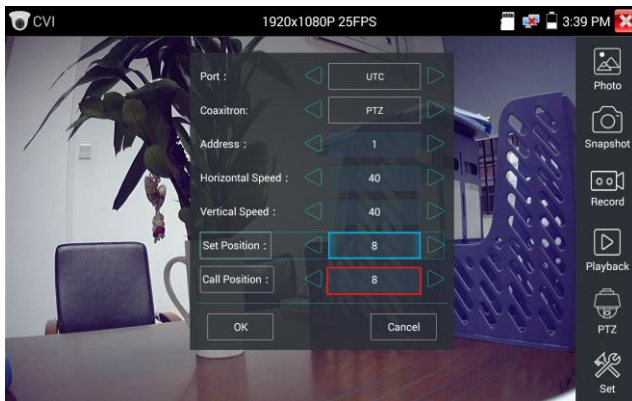 CVI 1920x1080P 25FPS 3:39 PM
Port : UTC
Coaxitron: PTZ
Address : 1
Horizontal Speed : 40
Vertical Speed : 40
Set Position : 8
Call Position : 8
OK Cancel
Photo
Snapshot
Record
Playback
PTZ
Set